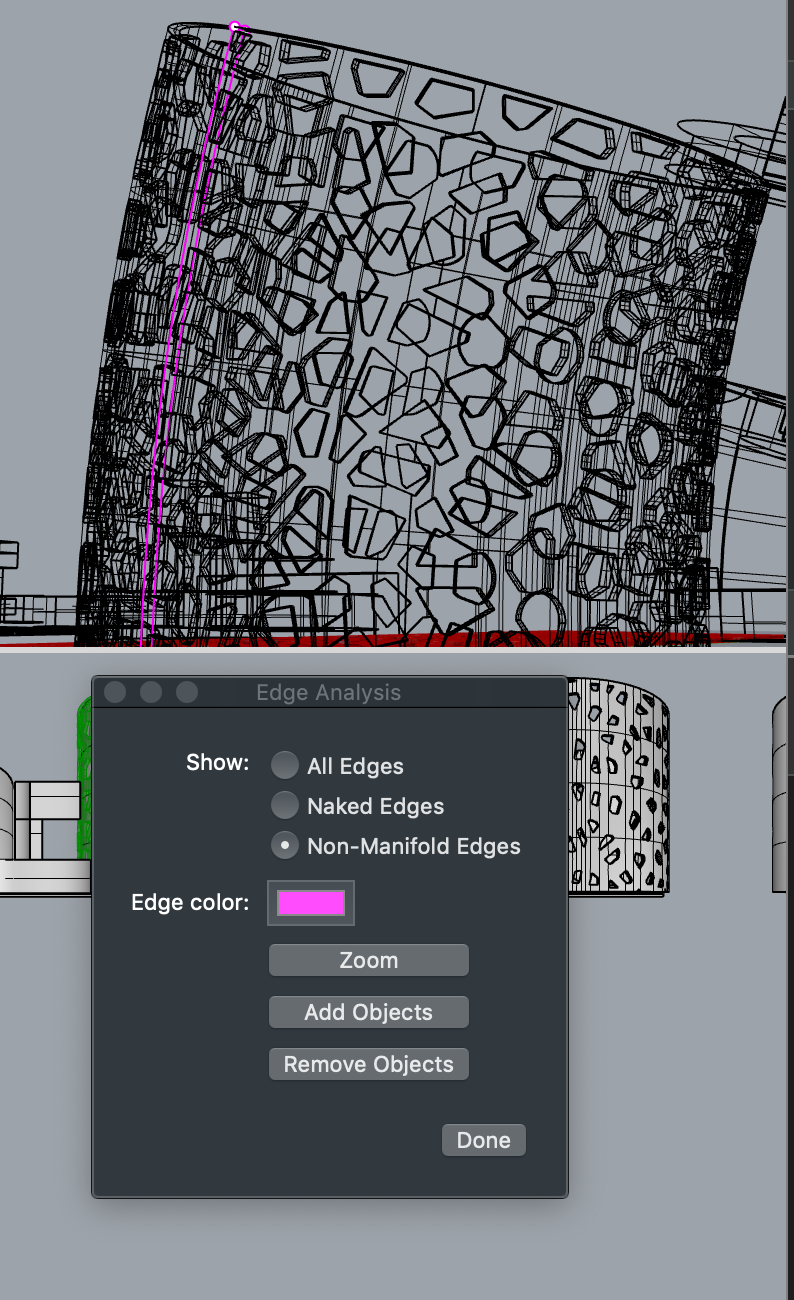 Edge Analysis
Show:
All Edges
Naked Edges
Non-Manifold Edges
Edge color:
Zoom
Add Objects
Remove Objects
Done